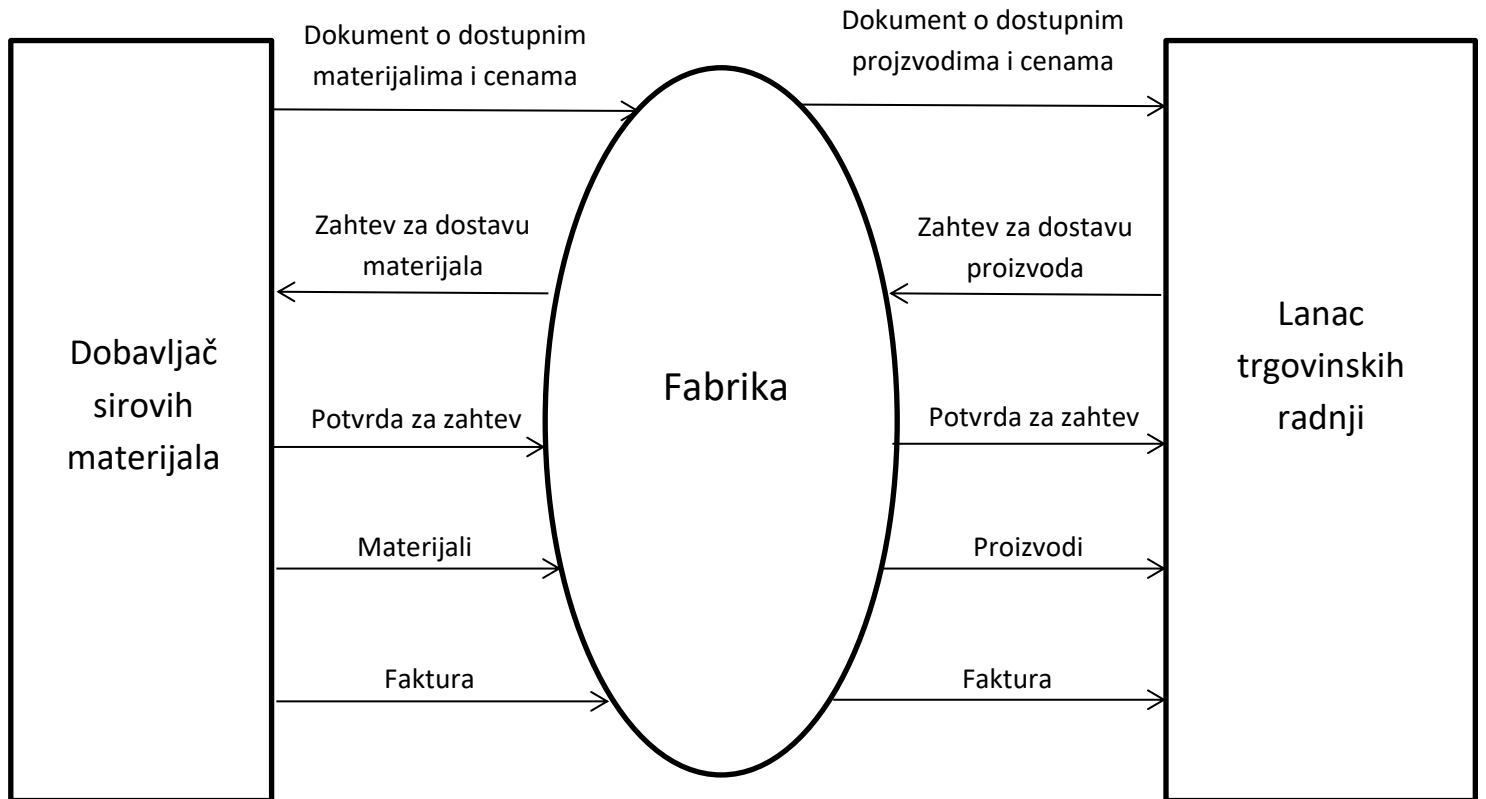 Dokument o dostupnim
materijalima i cenama
Dokument o dostupnim
projzvodima i cenama
Zahtev za dostavu
materijala
Zahtev za dostavu
proizvoda
Dobavljač
sirovih
materijala
Fabrika
Lanac
trgovinskih
radnji
Potvrda za zahtev
Potvrda za zahtev
Materijali
Proizvodi
Faktura
Faktura